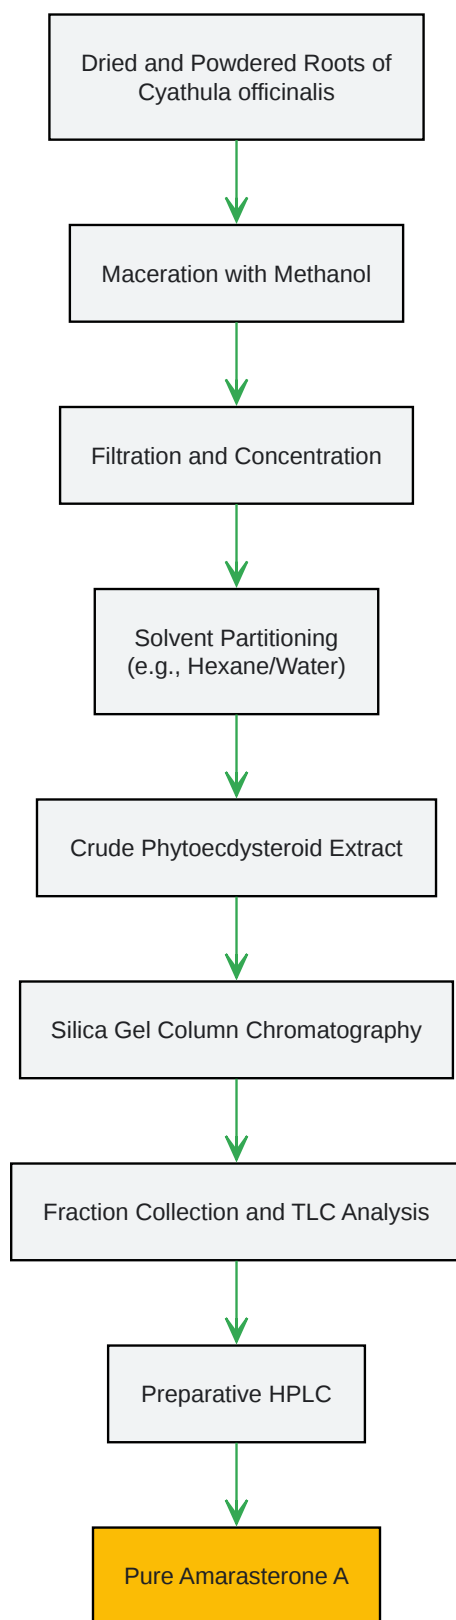 Dried and Powdered Roots of
Cyathula officinalis
Maceration with Methanol
Filtration and Concentration
Solvent Partitioning
(e.g., Hexane/Water)
Crude Phytoecdysteroid Extract
Silica Gel Column Chromatography
Fraction Collection and TLC Analysis
Preparative HPLC
Pure Amarasterone A